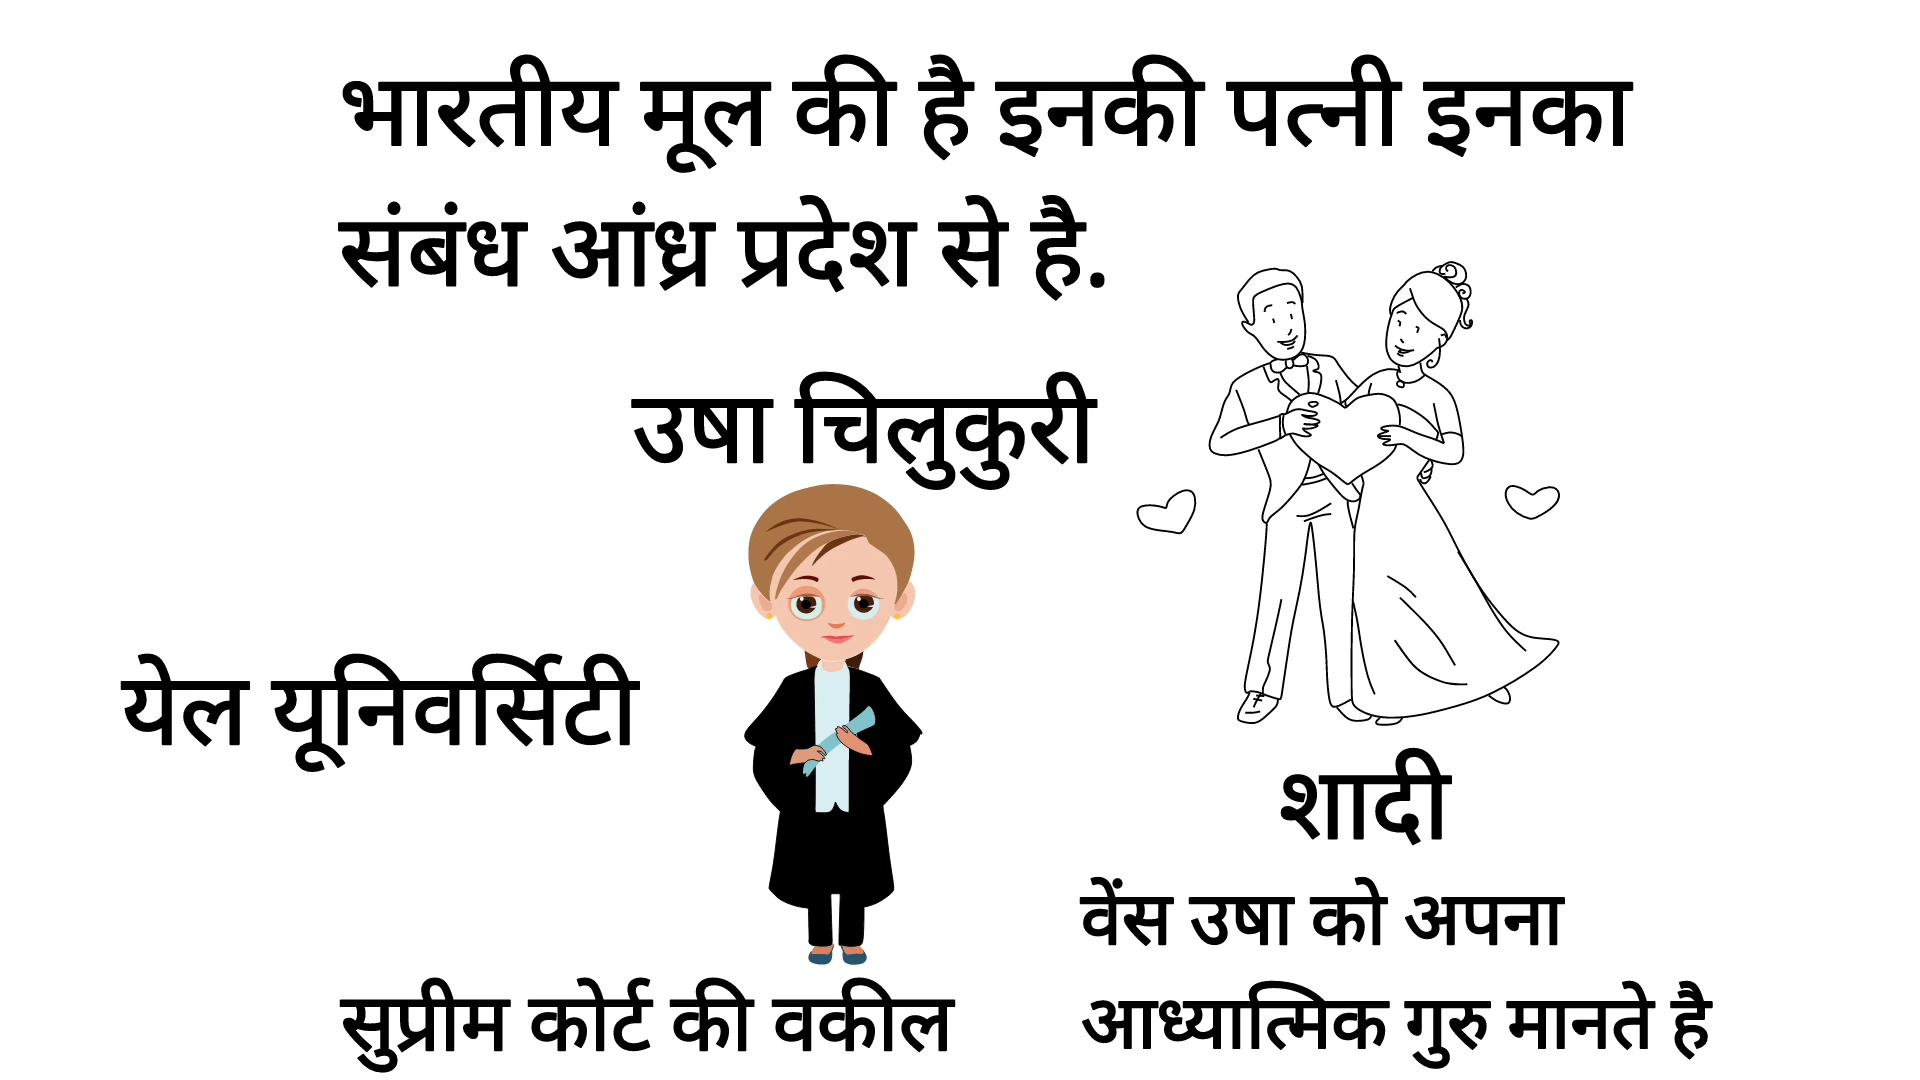 भारतीय मूल की है इनकी पत्नी इनका
संबंध आंध्र प्रदेश से है.
उषा चिलुकुरी
येल यूनिवर्सिटी
शादी
वेंस उषा को अपना
आध्यात्मिक गुरु मानते है
सुप्रीम कोर्ट की वकील